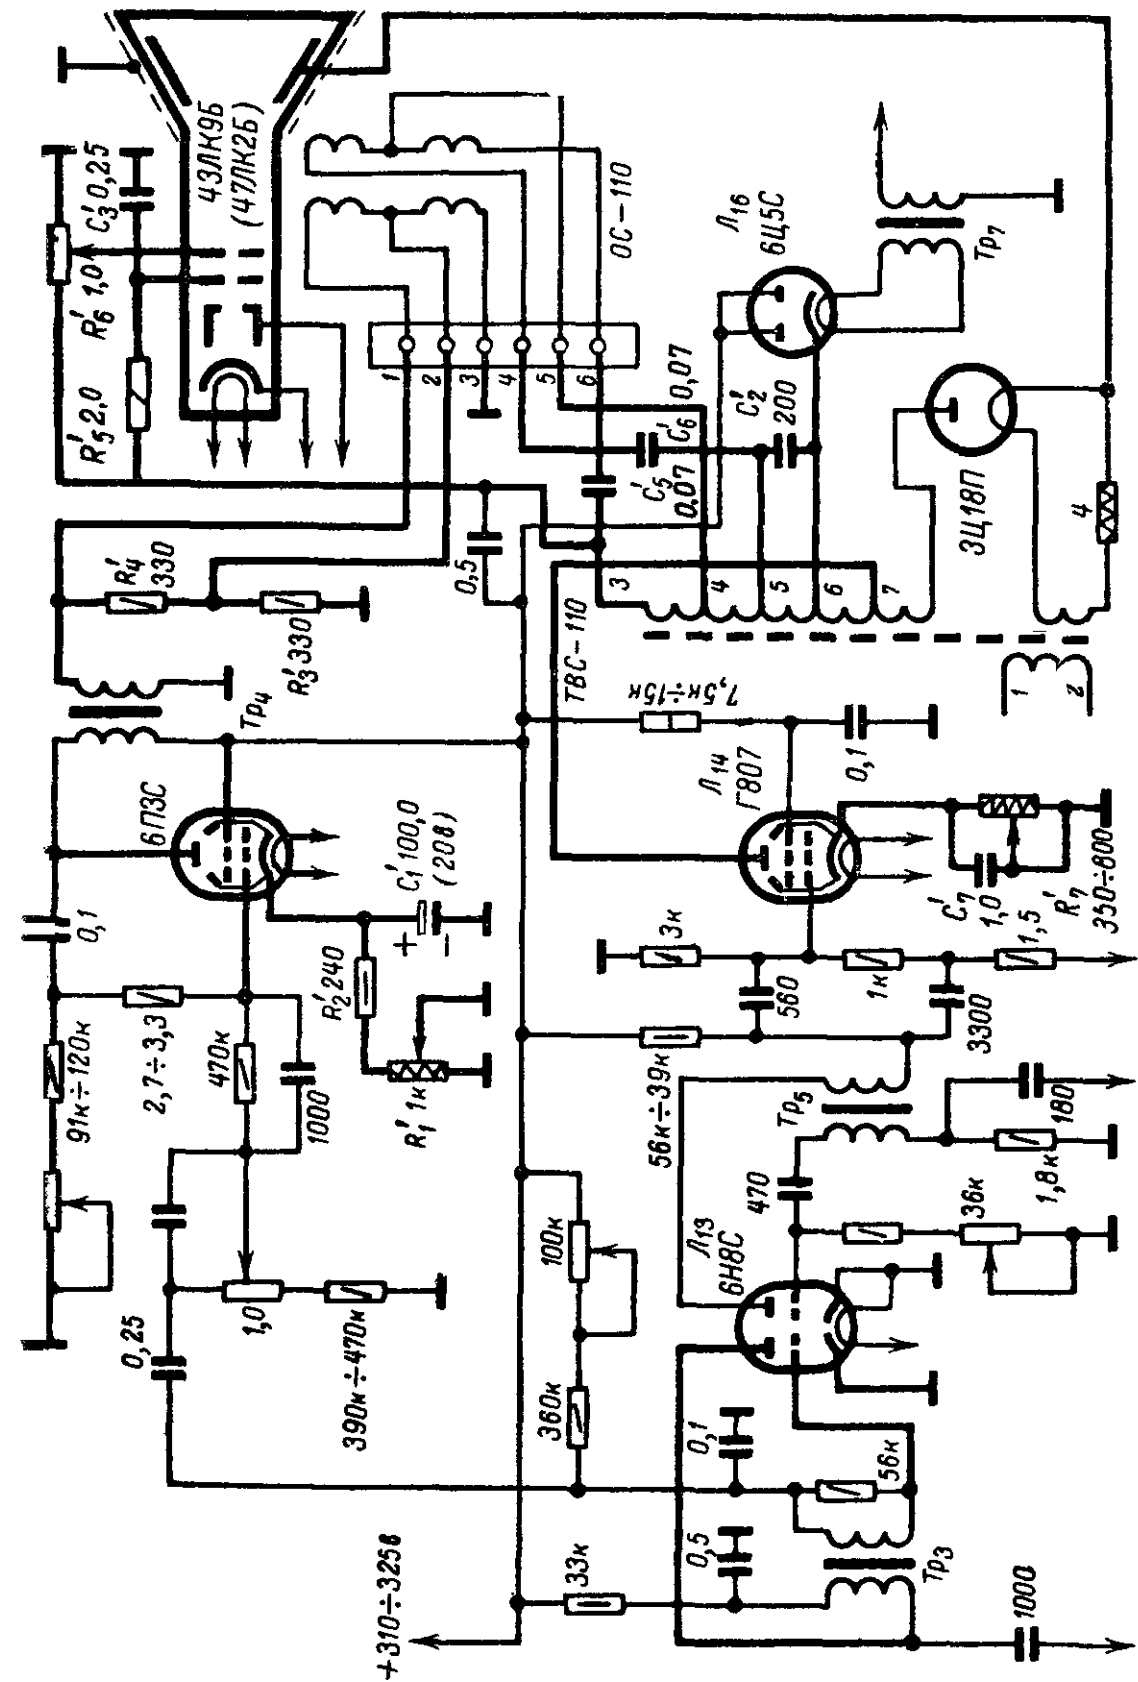 43ЛК9Б
(47ЛК2Б)
С′3 0,25
R′6 1,0
R′5 2,0
ОС-110
1
2
3
4
5
6
Л16
6Ц5С
Тр7
С′6 0,07
С′2
200
С′5
0,07
3Ц18П
4
0,5
R′4
330
R′3 330
Тр4
ТВС-110
3
4
5
6
7
1
2
7,5к÷15к
6П3С
Л14
Г807
0,1
0,1
С′1 100,0
(20в)
+
−
R′2 240
R′1 1к
С′7
1,0
R′7
350÷800
3к
1к
1,5
560
3300
91к÷120к
2,7÷3,3
470к
1000
56к÷39к
Тр5
180
1,8к
470
36к
Л13
6Н8С
100к
360к
1,0
0,25
390к÷470к
0,1
56к
0,5
33к
Тр3
1000
+310÷325в